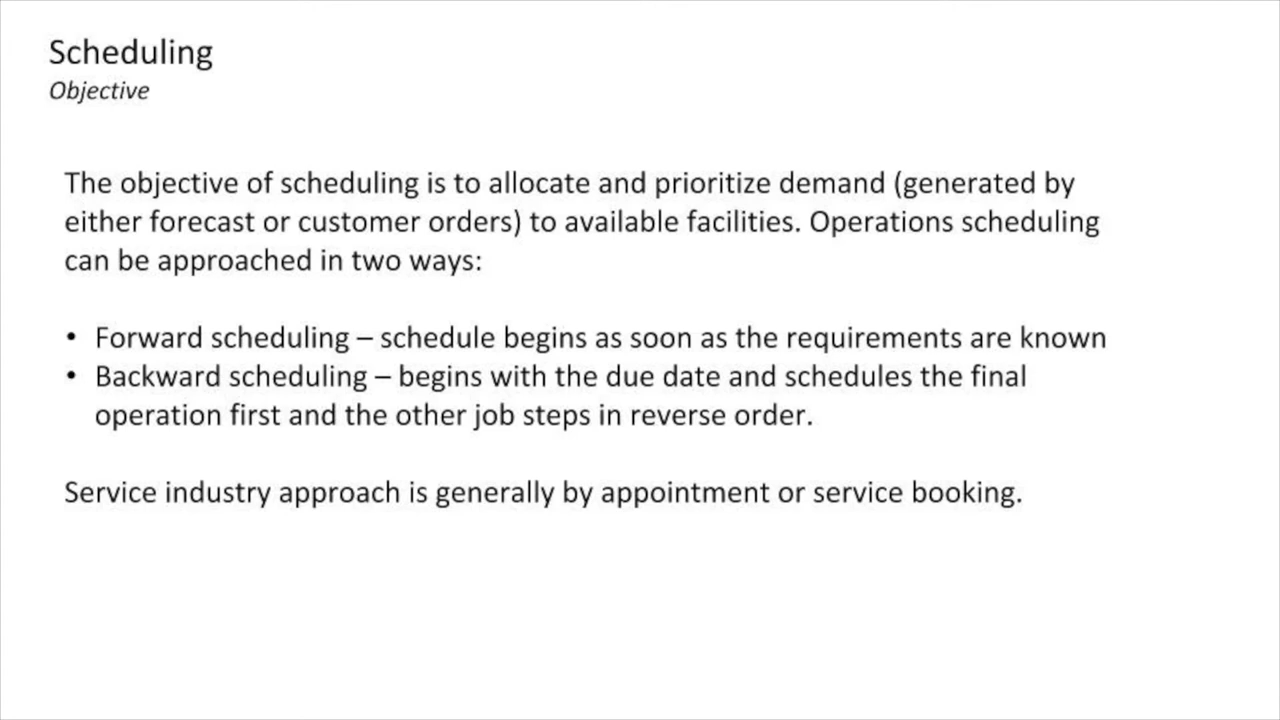 Scheduling
Objective
The objective of scheduling is to allocate and prioritize demand (generated by
either forecast or customer orders) to available facilities. Operations scheduling
can be approached in two ways:
• Forward scheduling – schedule begins as soon as the requirements are known
• Backward scheduling – begins with the due date and schedules the final
operation first and the other job steps in reverse order.
Service industry approach is generally by appointment or service booking.